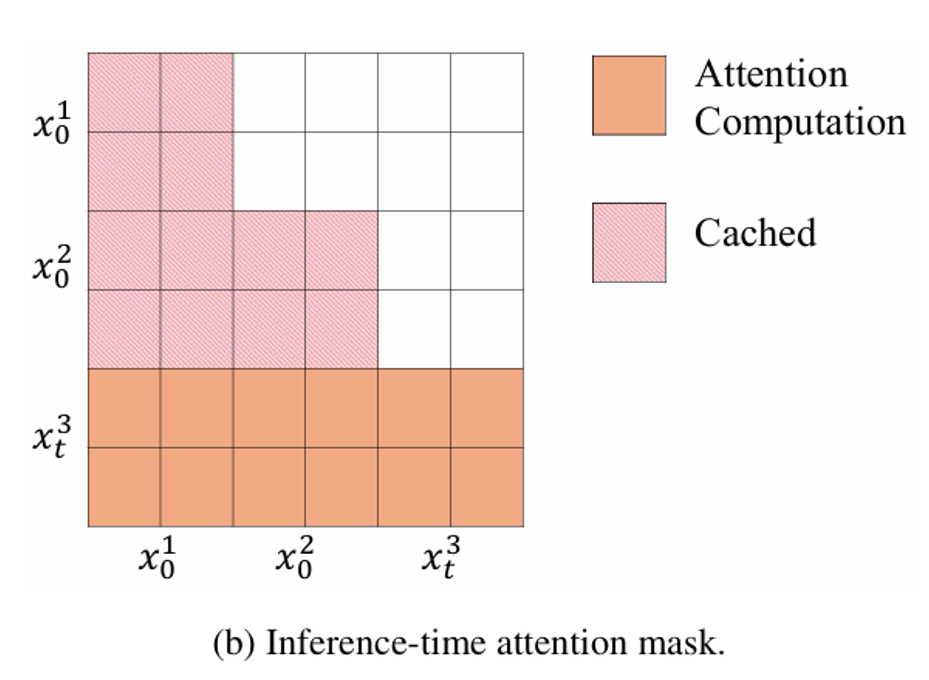 Attention
Computation
Cached
x_0^1
x_0^2
x_t^3
x_0^1 x_0^2 x_t^3
(b) Inference-time attention mask.